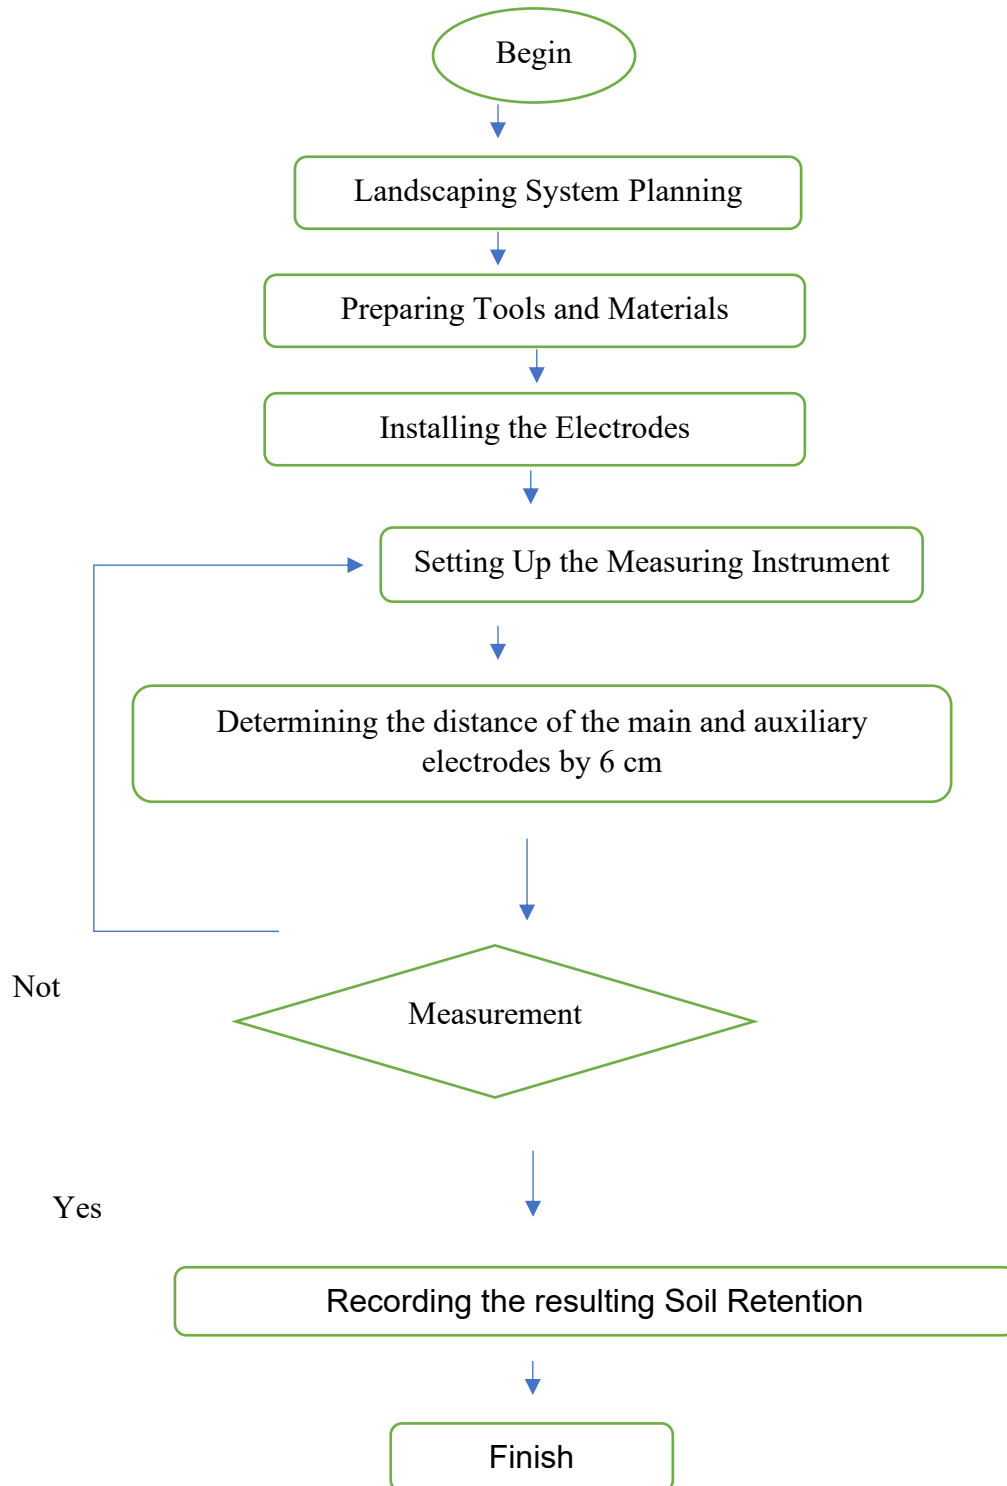 Begin
Landscaping System Planning
Preparing Tools and Materials
Installing the Electrodes
Setting Up the Measuring Instrument
Determining the distance of the main and auxiliary
electrodes by 6 cm
Not
Measurement
Yes
Recording the resulting Soil Retention
Finish